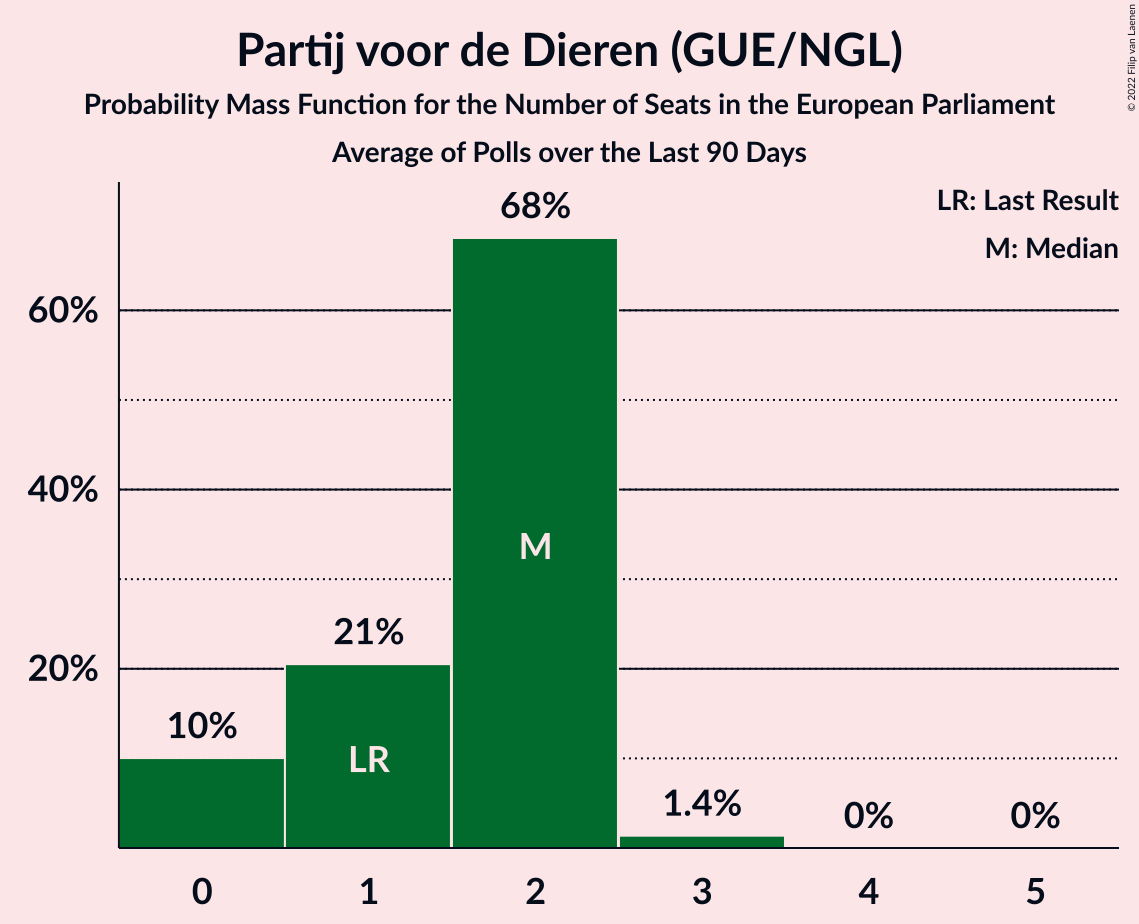 Partij voor de Dieren (GUE/NGL)
Probability Mass Function for the Number of Seats in the European Parliament
Average of Polls over the Last 90 Days
© 2022 Filip van Laenen
LR: Last Result
M: Median
68%
60%
40%
M
21%
20%
10%
LR
1.4%
0%
0%
0 1 2 3 4 5